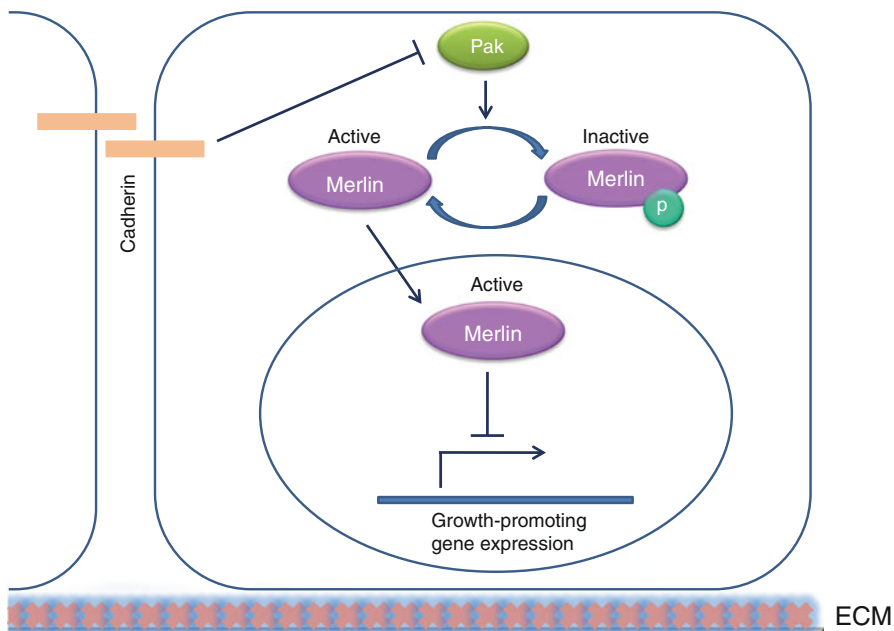 Pak
Active
Inactive
Merlin
Merlin
p
Cadherin
Active
Merlin
Growth-promoting
gene expression
ECM